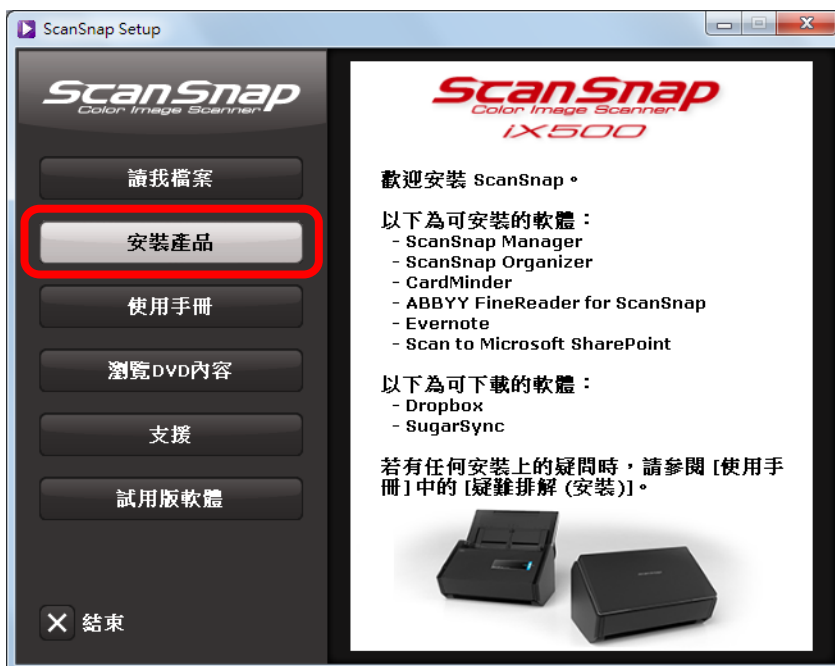 ScanSnap Setup
ScanSnap
Color Image Scanner
讀我檔案
安裝產品
使用手冊
瀏覽DVD內容
支援
試用版軟體
結束
ScanSnap
Color Image Scanner
iX500
歡迎安裝 ScanSnap。
以下為可安裝的軟體：
- ScanSnap Manager
- ScanSnap Organizer
- CardMinder
- ABBYY FineReader for ScanSnap
- Evernote
- Scan to Microsoft SharePoint
以下為可下載的軟體：
- Dropbox
- SugarSync
若有任何安裝上的疑問時，請參閱 [使用手
冊] 中的 [疑難排解 (安裝)]。